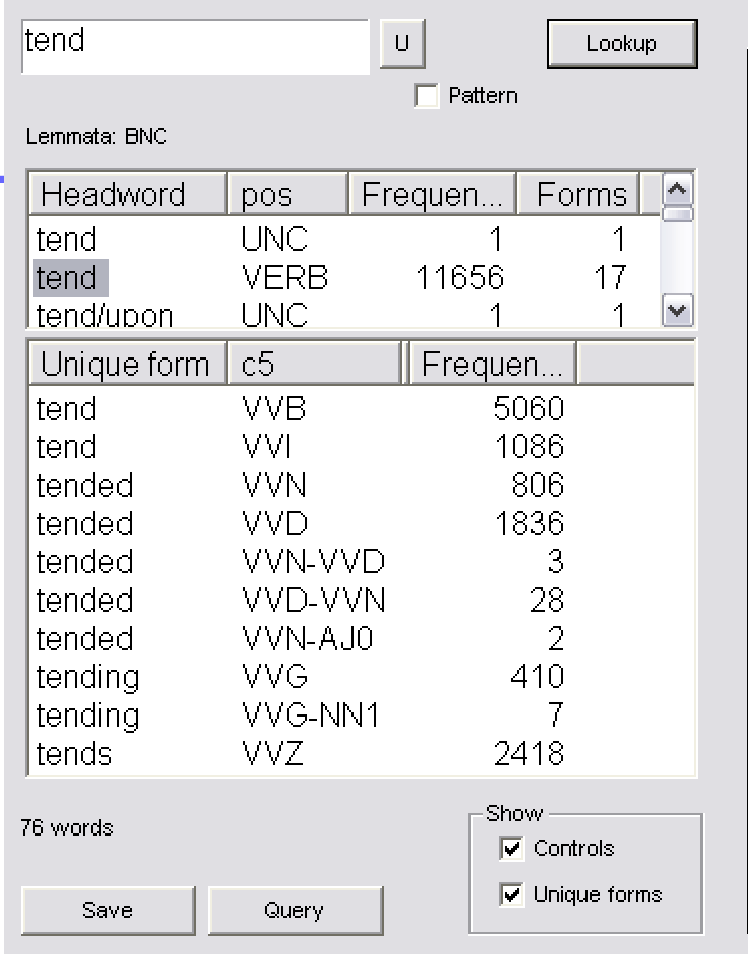 tend U Lookup
Pattern
Lemmata: BNC
Headword pos Frequen... Forms
tend UNC 1 1
tend VERB 11656 17
tend/upon UNC 1 1
Unique form c5 Frequen...
tend VVB 5060
tend VVI 1086
tended VVN 806
tended VVD 1836
tended VVN-VVD 3
tended VVD-VVN 28
tended VVN-AJ0 2
tending VVG 410
tending VVG-NN1 7
tends VVZ 2418
76 words
Show
Controls
Unique forms
Save Query